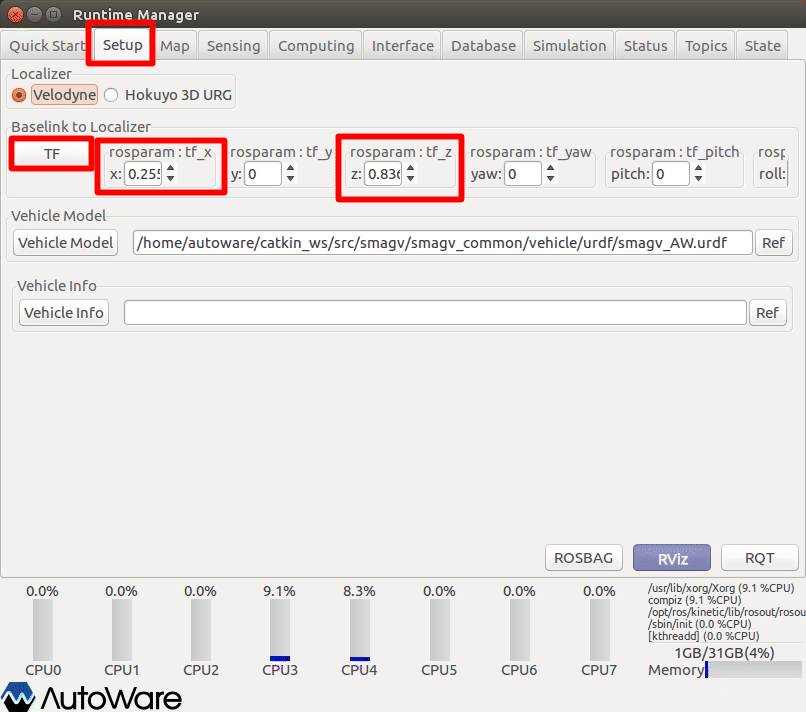 Runtime Manager
Quick Start Setup Map Sensing Computing Interface Database Simulation Status Topics State
Localizer
Velodyne Hokuyo 3D URG
Baselink to Localizer
TF
rosparam : tf_x rosparam : tf_y rosparam : tf_z rosparam : tf_yaw rosparam : tf_pitch
x: 0.255 y: 0 z: 0.836 yaw: 0 pitch: 0 roll:
Vehicle Model
Vehicle Model /home/autoware/catkin_ws/src/smagv/smagv_common/vehicle/urdf/smagv_AW.urdf Ref
Vehicle Info
Vehicle Info Ref
ROSBAG RViz RQT
0.0% 0.0% 0.0% 9.1% 8.3% 0.0% 0.0% 0.0%
CPU0 CPU1 CPU2 CPU3 CPU4 CPU5 CPU6 CPU7
/usr/lib/xorg/Xorg (9.1 %CPU)
compiz (9.1 %CPU)
/opt/ros/kinetic/lib/rosout/rosou
/sbin/init (0.0 %CPU)
[kthreadd] (0.0 %CPU)
1GB/31GB(4%)
Memory
AutoWare